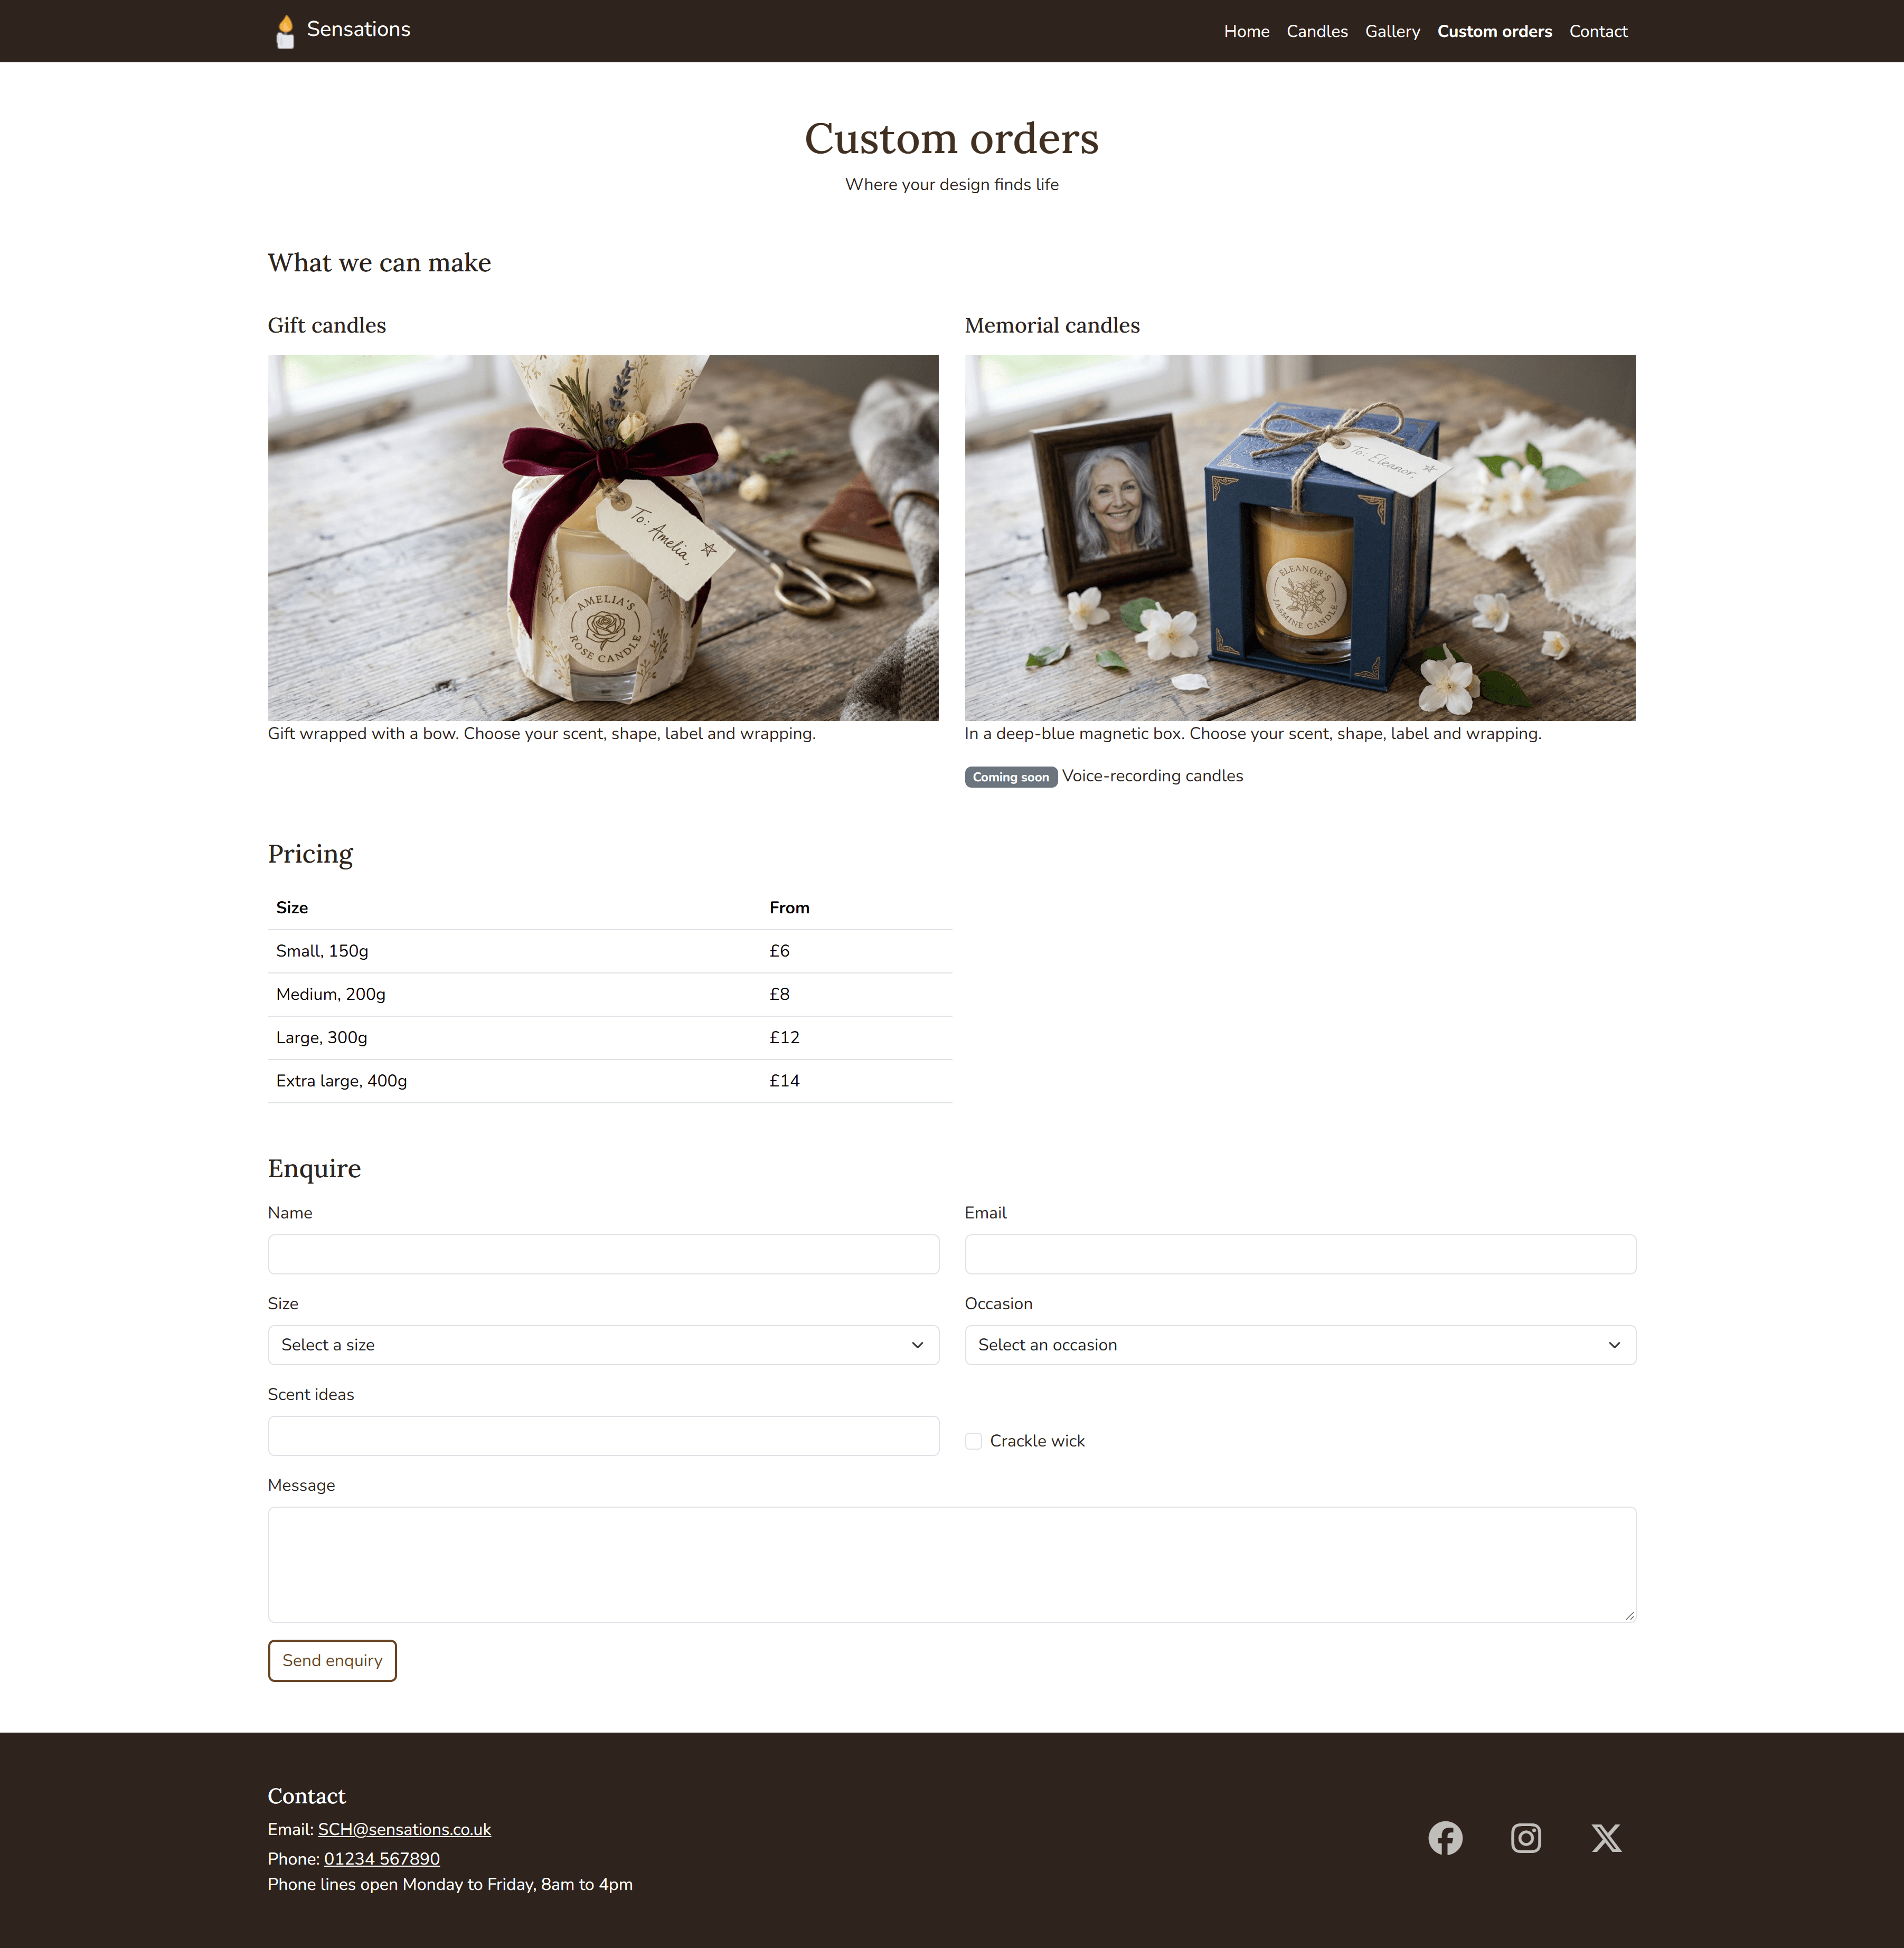 Sensations
Home Candles Gallery Custom orders Contact
Custom orders
Where your design finds life
What we can make
Gift candles
To: Amelia,
AMELIA'S
ROSE CANDLE
Gift wrapped with a bow. Choose your scent, shape, label and wrapping.
Memorial candles
To: Eleanor,
ELEANOR'S
JASMINE CANDLE
In a deep-blue magnetic box. Choose your scent, shape, label and wrapping.
Coming soon Voice-recording candles
Pricing
Size From
Small, 150g £6
Medium, 200g £8
Large, 300g £12
Extra large, 400g £14
Enquire
Name
Email
Size
Select a size
Occasion
Select an occasion
Scent ideas
Crackle wick
Message
Send enquiry
Contact
Email: SCH@sensations.co.uk
Phone: 01234 567890
Phone lines open Monday to Friday, 8am to 4pm